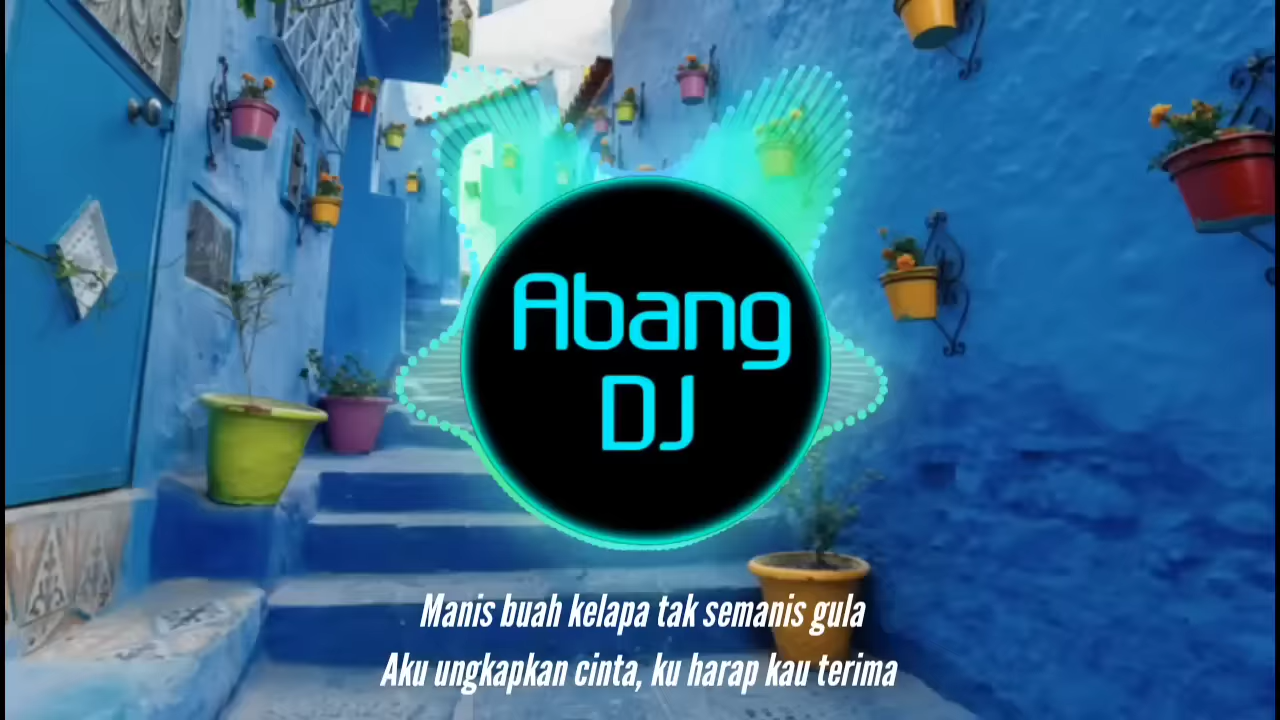 Abang
DJ
Manis buah kelapa tak semanis gula
Aku ungkapkan cinta, ku harap kau terima